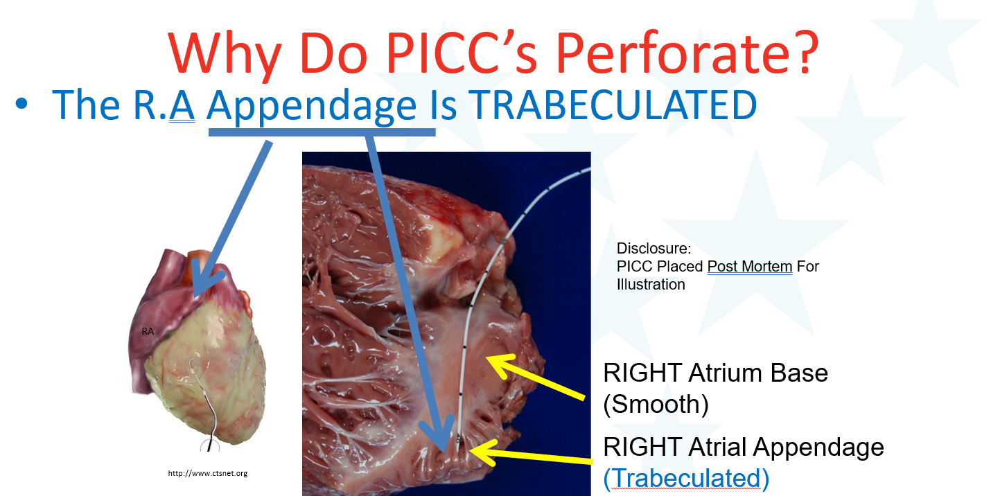 Why Do PICC’s Perforate?
• The R.A Appendage Is TRABECULATED
RA
http://www.ctsnet.org
Disclosure:
PICC Placed Post Mortem For
Illustration
RIGHT Atrium Base
(Smooth)
RIGHT Atrial Appendage
(Trabeculated)